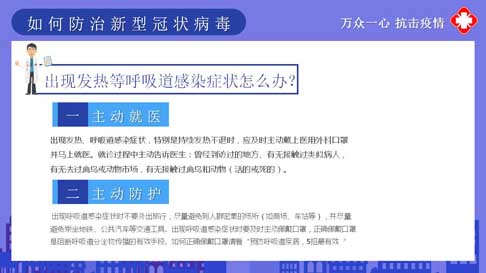 如何防治新型冠状病毒
万众一心 抗击疫情
出现发热等呼吸道感染症状怎么办?
一 主动就医
出现发热、呼吸道感染症状，特别是持续发热不退时，应及时主动戴上医用外科口罩
并马上就医。就诊过程中主动告诉医生：曾经到访过的地方、有无接触过类似病人，
有无去过禽鸟或动物市场，有无接触过禽鸟和动物（活的或死的）。
二 主动防护
出现呼吸道感染症状时不要外出旅行，尽量避免到人群密集的场所（如商场、车站等），并尽量
避免乘坐地铁、公共汽车等交通工具。出现呼吸道感染症状时要及时主动佩戴口罩，正确佩戴口罩
是阻断呼吸道分泌物传播的有效手段。如何正确佩戴口罩请看“预防呼吸道疾病，5招最有效 ”